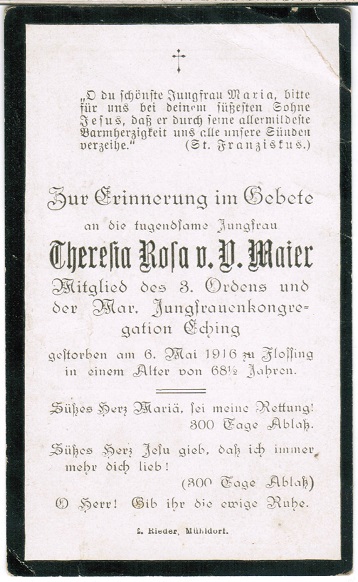 „O du schönste Jungfrau Maria, bitte
für uns bei deinem süßesten Sohne
Jesus, daß er durch seine allermildeste
Barmherzigkeit uns alle unsere Sünden
verzeihe.“ (St. Franziskus.)
Zur Erinnerung im Gebete
an die tugendsame Jungfrau
Theresia Rosa v. V. Maier
Mitglied des 3. Ordens und
der Mar. Jungfrauenkongre-
gation Eching
gestorben am 6. Mai 1916 zu Flossing
in einem Alter von 68½ Jahren.
Süßes Herz Mariä, sei meine Rettung!
300 Tage Ablaß.
Süßes Herz Jesu gieb, daß ich immer
mehr dich lieb!
(300 Tage Ablaß)
O Herr! Gib ihr die ewige Ruhe.
Rieder, Mühldorf.